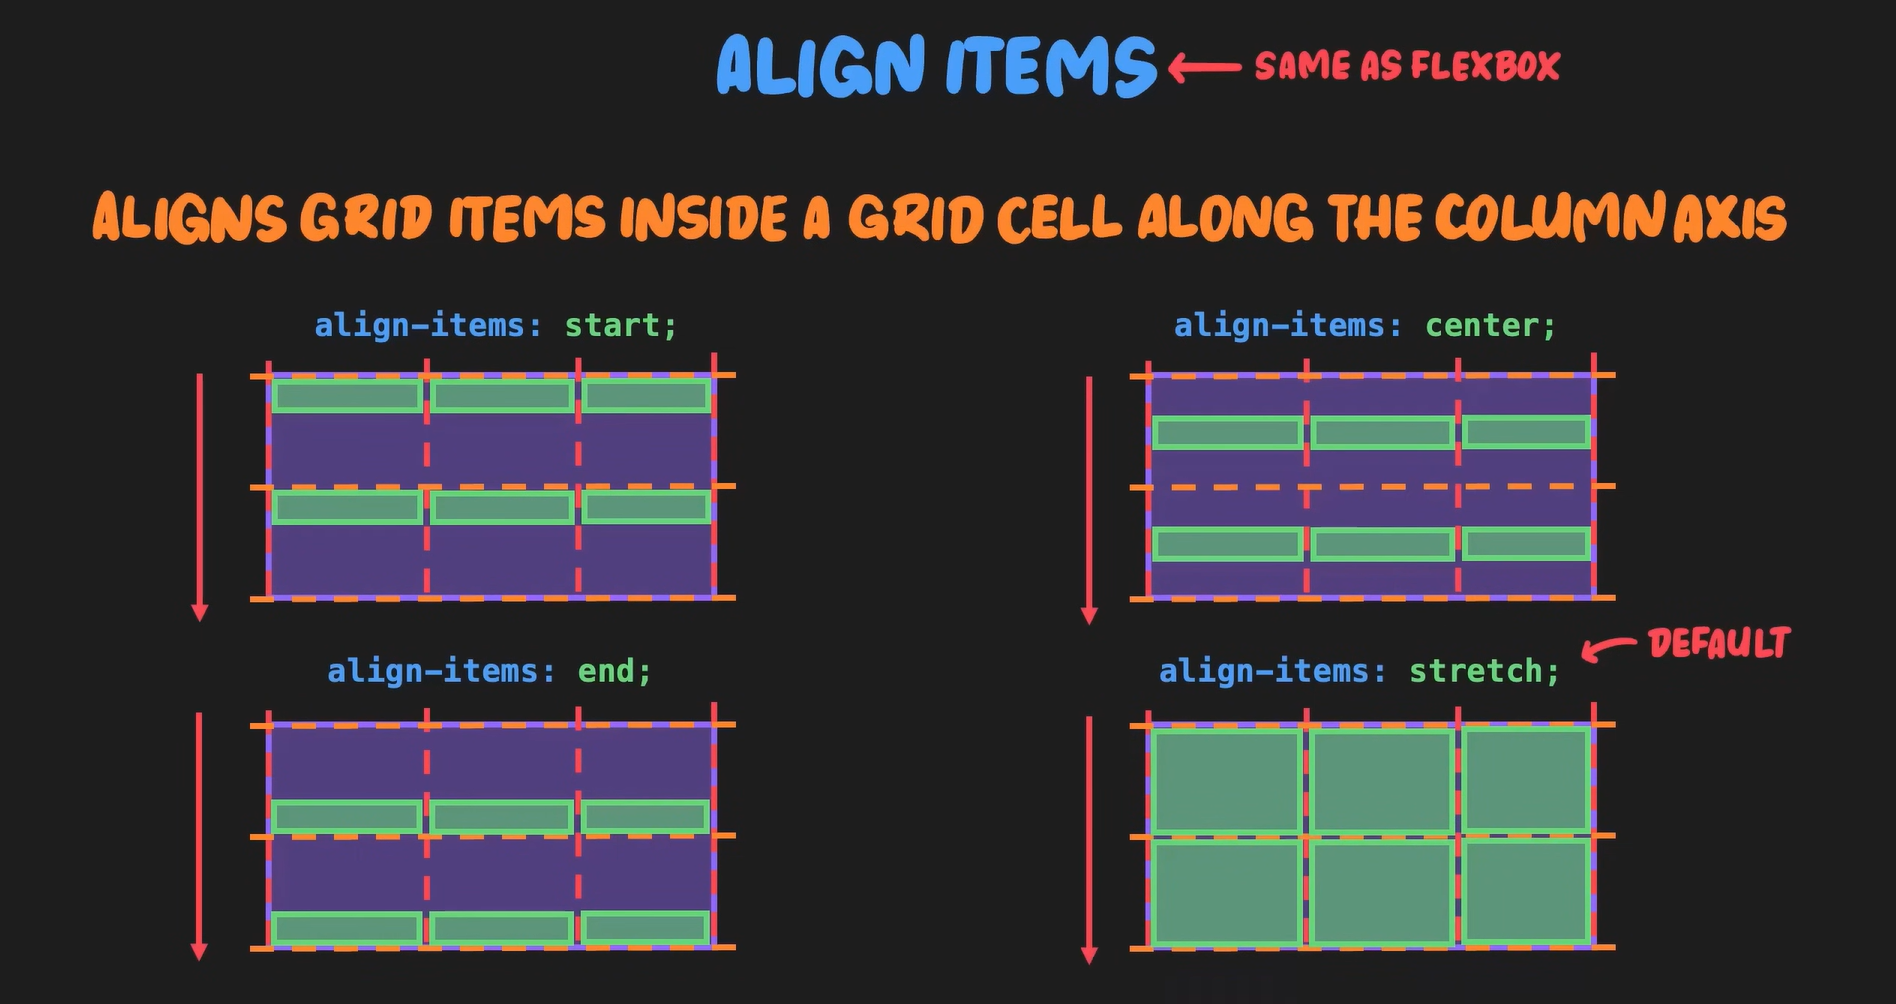 ALIGN ITEMS
SAME AS FLEXBOX
ALIGNS GRID ITEMS INSIDE A GRID CELL ALONG THE COLUMN AXIS
align-items: start;
align-items: center;
align-items: end;
align-items: stretch;
DEFAULT